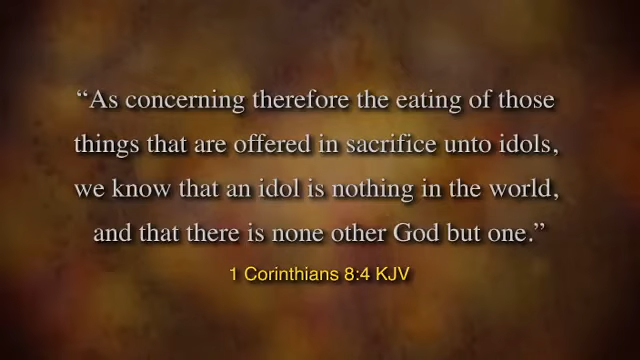 “As concerning therefore the eating of those
things that are offered in sacrifice unto idols,
we know that an idol is nothing in the world,
and that there is none other God but one.”
1 Corinthians 8:4 KJV